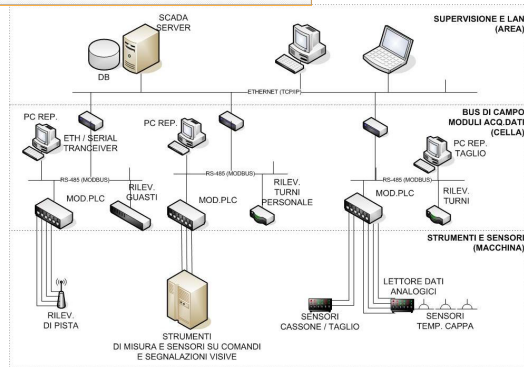 SCADA
SERVER
SUPERVISIONE E LAN
(AREA)
DB
ETHERNET (TCP/IP)
BUS DI CAMPO
MODULI ACQ.DATI
(CELLA)
PC REP.
ETH / SERIAL
TRANCEIVER
PC REP.
PC REP.
TAGLIO
RS-485 (MODBUS)
RS-485 (MODBUS)
RS-485 (MODBUS)
MOD.PLC
RILEV.
GUASTI
MOD.PLC
RILEV.
TURNI
PERSONALE
MOD.PLC
RILEV.
TURNI
STRUMENTI E SENSORI
(MACCHINA)
RILEV.
DI PISTA
STRUMENTI
DI MISURA E SENSORI SU COMANDI
E SEGNALAZIONI VISIVE
LETTORE DATI
ANALOGICI
SENSORI
CASSONE / TAGLIO
SENSORI
TEMP. CAPPA